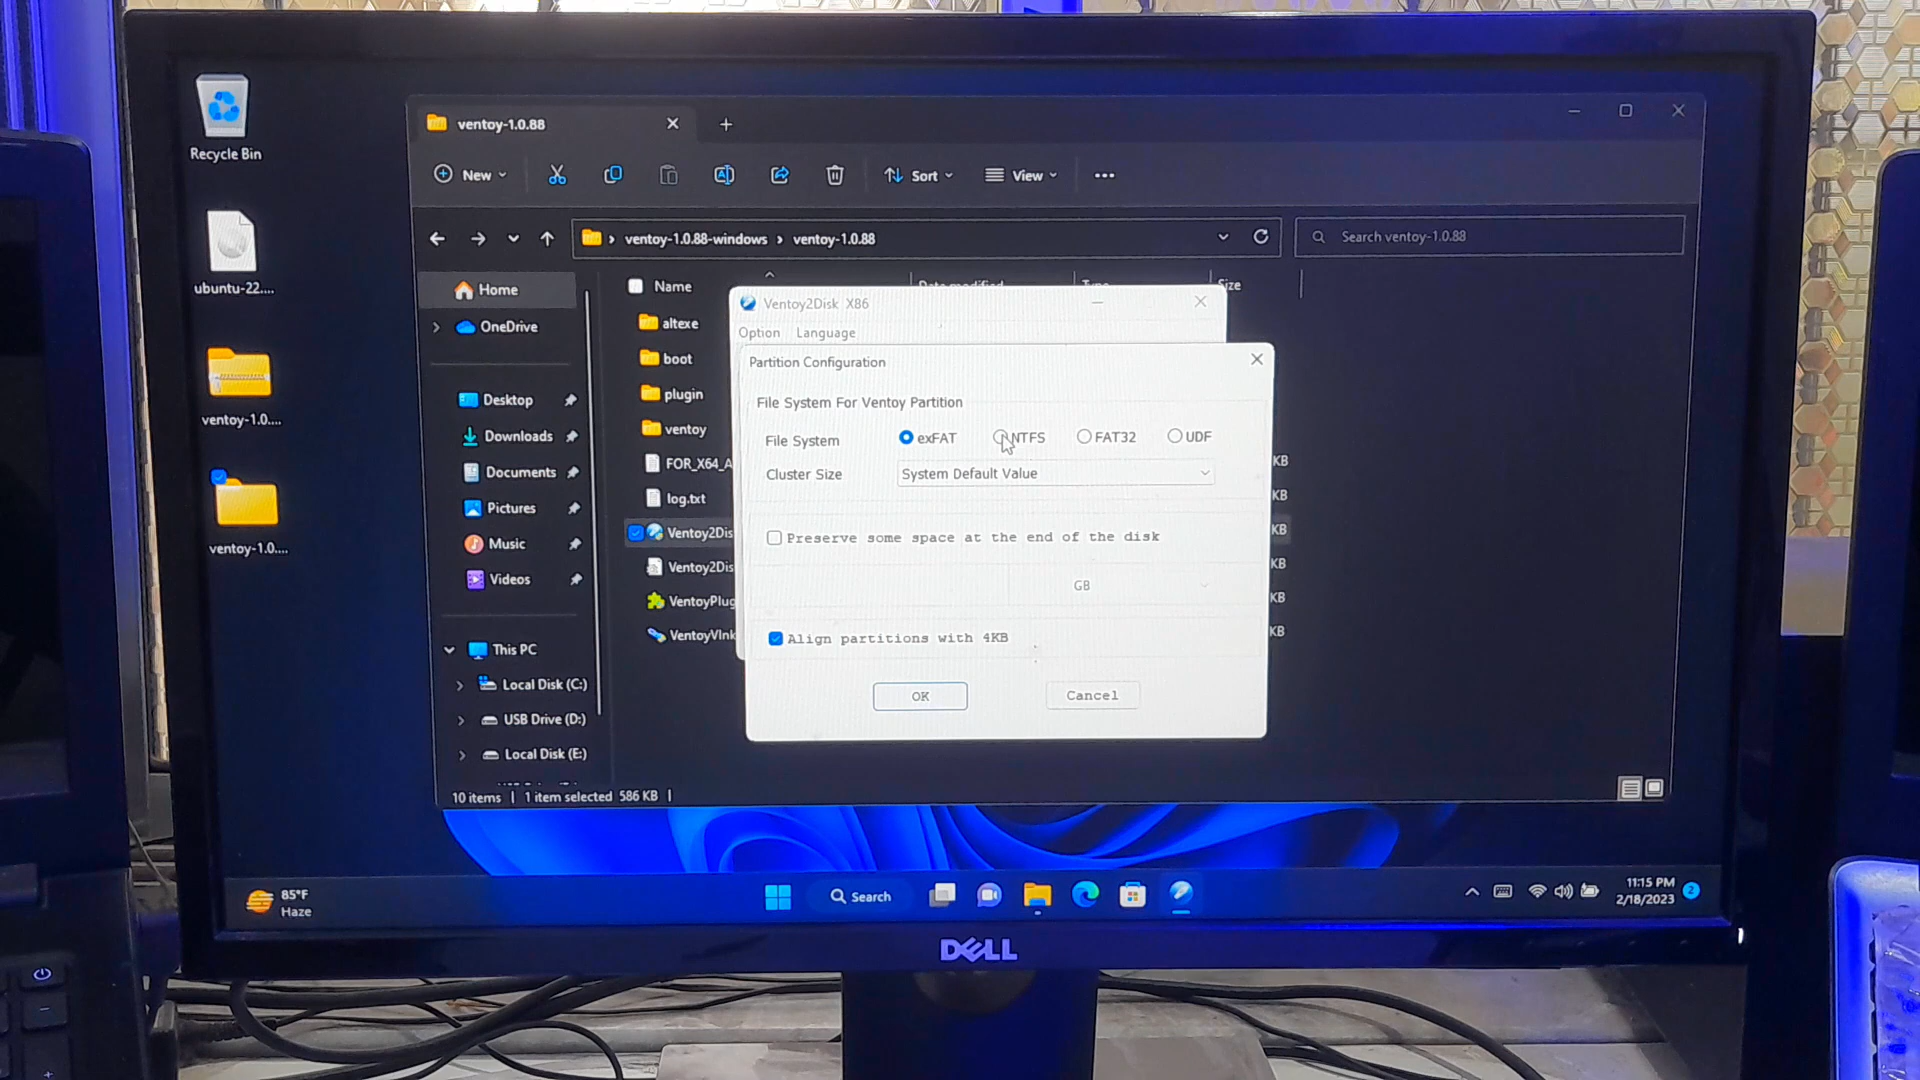 Recycle Bin
ubuntu-22....
ventoy-1.0....
ventoy-1.0....
ventoy-1.0.88
New
Sort
View
ventoy-1.0.88-windows > ventoy-1.0.88
Search ventoy-1.0.88
Home
OneDrive
Desktop
Downloads
Documents
Pictures
Music
Videos
This PC
Local Disk (C:)
USB Drive (D:)
Local Disk (E:)
Name
Date modified
Type
Size
altexe
boot
plugin
ventoy
FOR_X64_A
log.txt
Ventoy2Dis
Ventoy2Dis
VentoyPlug
VentoyVlnk
KB
KB
KB
KB
KB
KB
Ventoy2Disk X86
Option Language
Partition Configuration
File System For Ventoy Partition
File System
exFAT NTFS FAT32 UDF
Cluster Size
System Default Value
Preserve some space at the end of the disk
GB
Align partitions with 4KB
OK
Cancel
10 items | 1 item selected 586 KB |
85°F
Haze
Search
11:15 PM
2/18/2023
2
DELL